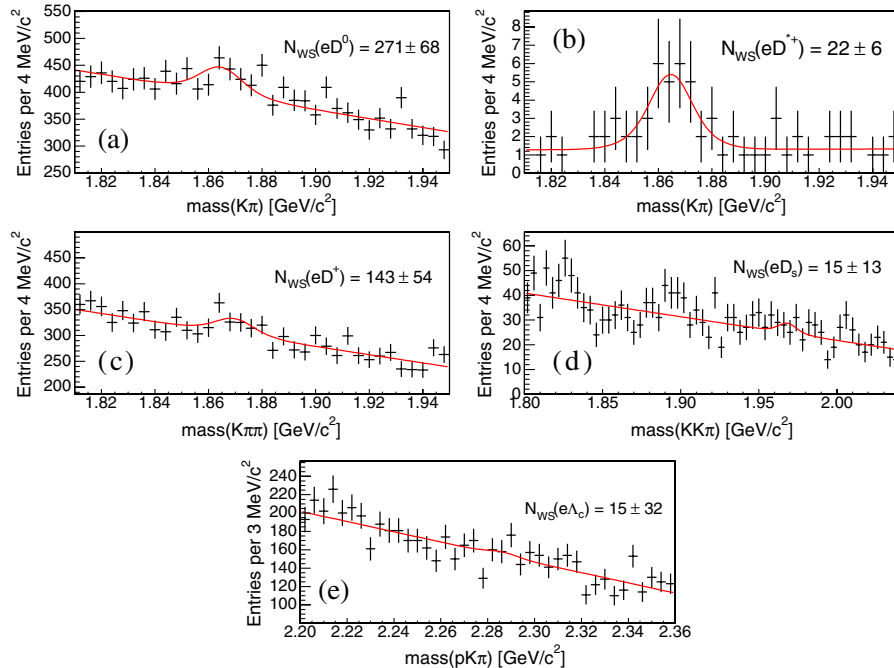 Entries per 4 MeV/c²
550
500
450
400
350
300
250
N_WS(eD⁰) = 271± 68
(a)
1.82 1.84 1.86 1.88 1.90 1.92 1.94
mass(Kπ) [GeV/c²]
Entries per 4 MeV/c²
8
7
6
5
4
3
2
1
0
(b)
N_WS(eD*⁺) = 22 ± 6
1.82 1.84 1.86 1.88 1.90 1.92 1.94
mass(Kπ) [GeV/c²]
Entries per 4 MeV/c²
450
400
350
300
250
200
N_WS(eD⁺) = 143± 54
(c)
1.82 1.84 1.86 1.88 1.90 1.92 1.94
mass(Kππ) [GeV/c²]
Entries per 4 MeV/c²
60
50
40
30
20
10
0
N_WS(eD_s) = 15 ± 13
(d)
1.80 1.85 1.90 1.95 2.00
mass(KKπ) [GeV/c²]
Entries per 3 MeV/c²
240
220
200
180
160
140
120
100
N_WS(eΛ_c) = 15 ± 32
(e)
2.20 2.22 2.24 2.26 2.28 2.30 2.32 2.34 2.36
mass(pKπ) [GeV/c²]